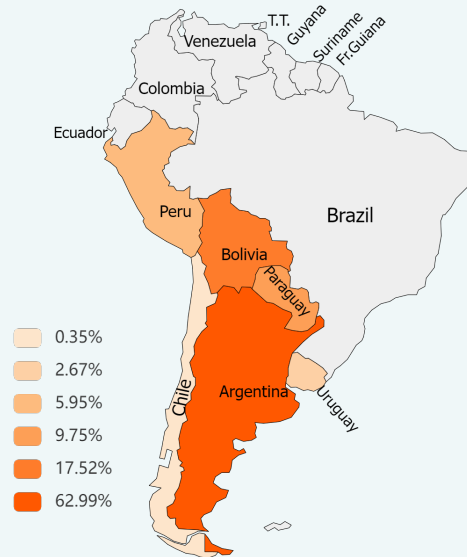 T.T.
Guyana
Suriname
Fr.Guiana
Venezuela
Colombia
Ecuador
Peru
Brazil
Bolivia
Paraguay
Chile
Argentina
Uruguay
0.35%
2.67%
5.95%
9.75%
17.52%
62.99%